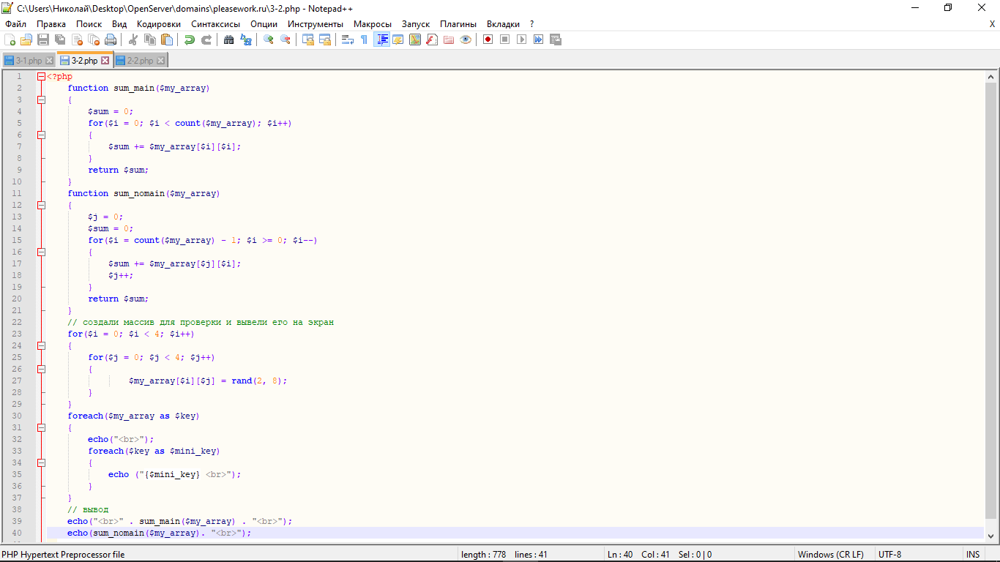 C:\Users\Николай\Desktop\OpenServer\domains\pleasework.ru\3-2.php - Notepad++
Файл Правка Поиск Вид Кодировки Синтаксисы Опции Инструменты Макросы Запуск Плагины Вкладки ? X
3-1.php 3-2.php 2-2.php
1 <?php
2 function sum_main($my_array)
3 {
4 $sum = 0;
5 for($i = 0; $i < count($my_array); $i++)
6 {
7 $sum += $my_array[$i][$i];
8 }
9 return $sum;
10 }
11 function sum_nomain($my_array)
12 {
13 $j = 0;
14 $sum = 0;
15 for($i = count($my_array) - 1; $i >= 0; $i--)
16 {
17 $sum += $my_array[$j][$i];
18 $j++;
19 }
20 return $sum;
21 }
22 // создали массив для проверки и вывели его на экран
23 for($i = 0; $i < 4; $i++)
24 {
25 for($j = 0; $j < 4; $j++)
26 {
27 $my_array[$i][$j] = rand(2, 8);
28 }
29 }
30 foreach($my_array as $key)
31 {
32 echo("<br>");
33 foreach($key as $mini_key)
34 {
35 echo ("{$mini_key} <br>");
36 }
37 }
38 // вывод
39 echo("<br>" . sum_main($my_array) . "<br>");
40 echo(sum_nomain($my_array). "<br>");
PHP Hypertext Preprocessor file length : 778 lines : 41 Ln : 40 Col : 41 Sel : 0 | 0 Windows (CR LF) UTF-8 INS